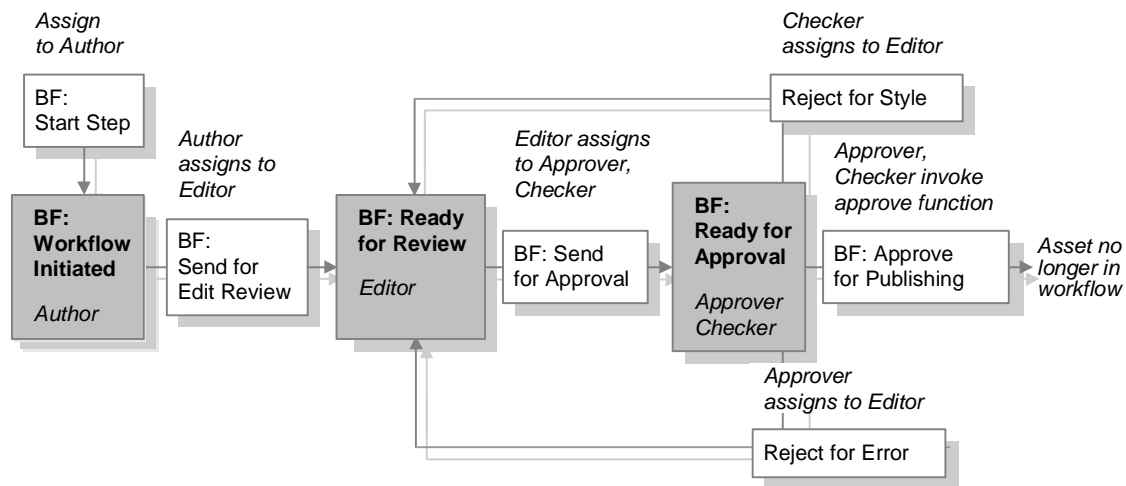 Assign
to Author
BF:
Start Step
BF:
Workflow
Initiated
Author
Author
assigns to
Editor
BF:
Send for
Edit Review
BF: Ready
for Review
Editor
Editor assigns
to Approver,
Checker
BF: Send
for Approval
BF:
Ready for
Approval
Approver
Checker
Checker
assigns to Editor
Reject for Style
Approver,
Checker invoke
approve function
BF: Approve
for Publishing
Asset no
longer in
workflow
Approver
assigns to Editor
Reject for Error